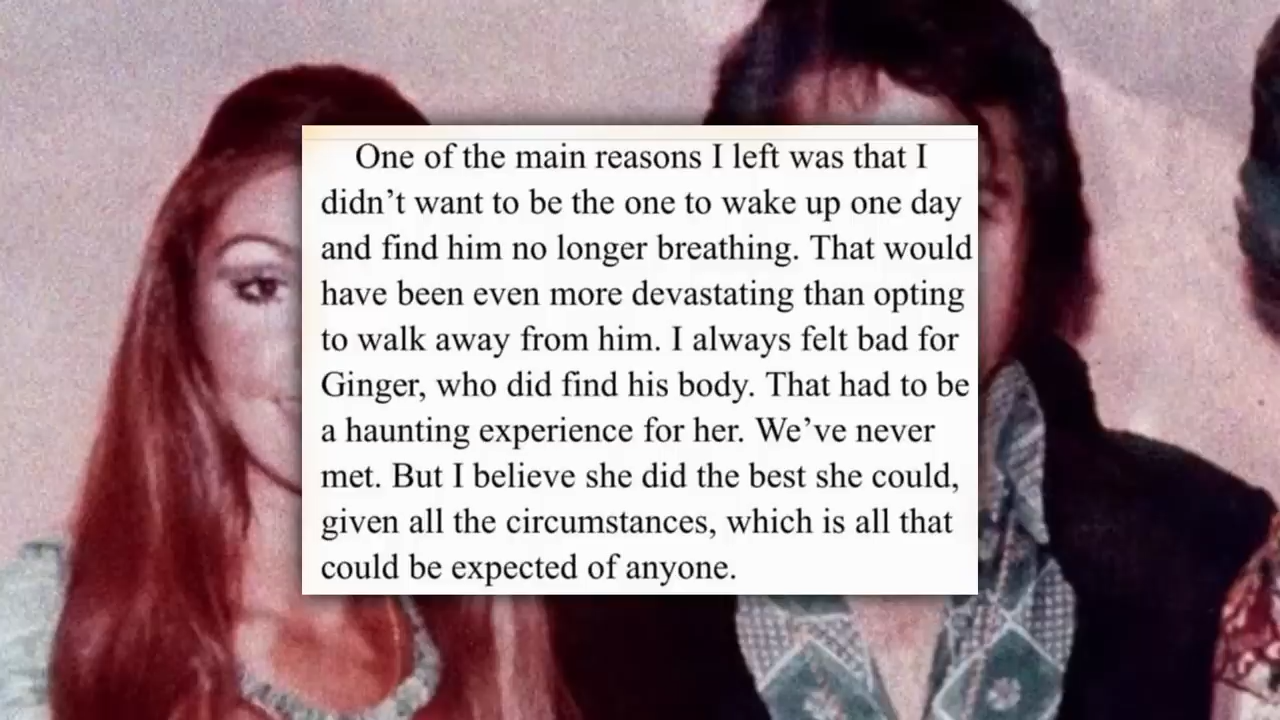 One of the main reasons I left was that I
didn’t want to be the one to wake up one day
and find him no longer breathing. That would
have been even more devastating than opting
to walk away from him. I always felt bad for
Ginger, who did find his body. That had to be
a haunting experience for her. We’ve never
met. But I believe she did the best she could,
given all the circumstances, which is all that
could be expected of anyone.